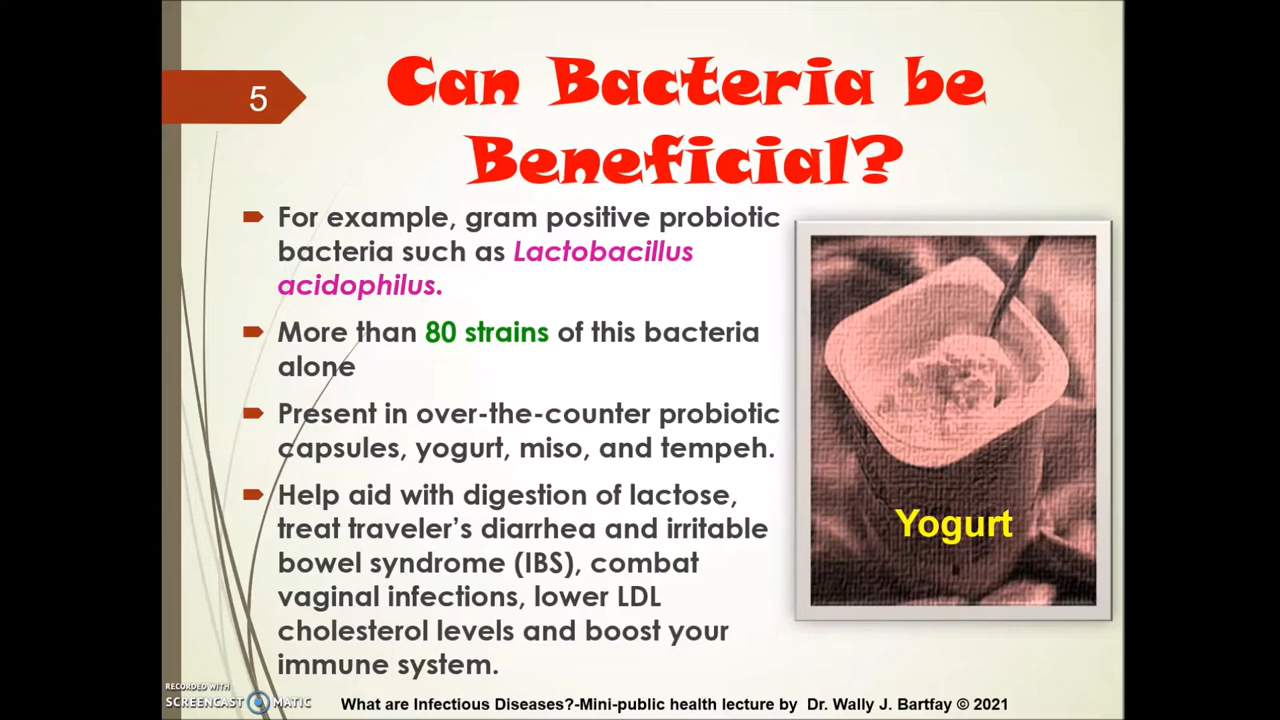 5
Can Bacteria be
Beneficial?
For example, gram positive probiotic
bacteria such as Lactobacillus
acidophilus.
More than 80 strains of this bacteria
alone
Present in over-the-counter probiotic
capsules, yogurt, miso, and tempeh.
Help aid with digestion of lactose,
treat traveler’s diarrhea and irritable
bowel syndrome (IBS), combat
vaginal infections, lower LDL
cholesterol levels and boost your
immune system.
Yogurt
RECORDED WITH
SCREENCAST MATIC
What are Infectious Diseases?-Mini-public health lecture by Dr. Wally J. Bartfay © 2021